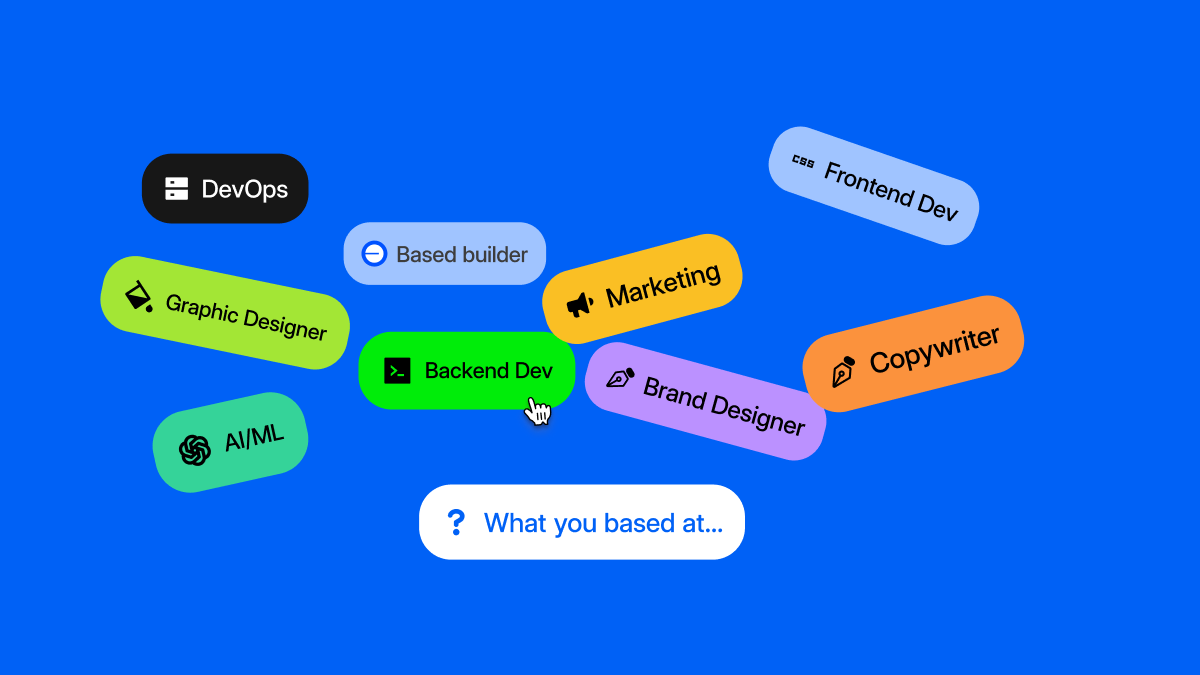 DevOps
css Frontend Dev
Based builder
Marketing
Graphic Designer
Backend Dev
Copywriter
Brand Designer
AI/ML
? What you based at...